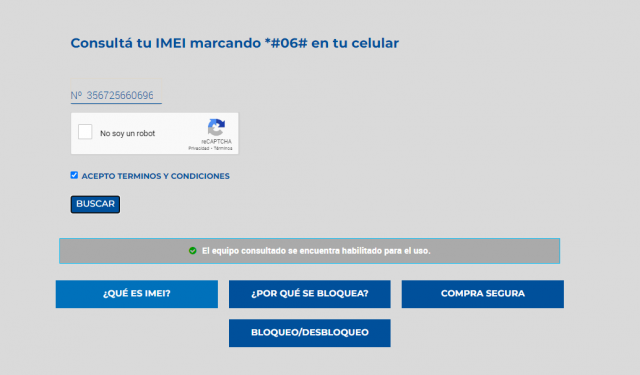 Consultá tu IMEI marcando *#06# en tu celular
Nº 356725660696
No soy un robot
reCAPTCHA
Privacidad - Términos
ACEPTO TERMINOS Y CONDICIONES
BUSCAR
El equipo consultado se encuentra habilitado para el uso.
¿QUÉ ES IMEI?
¿POR QUÉ SE BLOQUEA?
COMPRA SEGURA
BLOQUEO/DESBLOQUEO